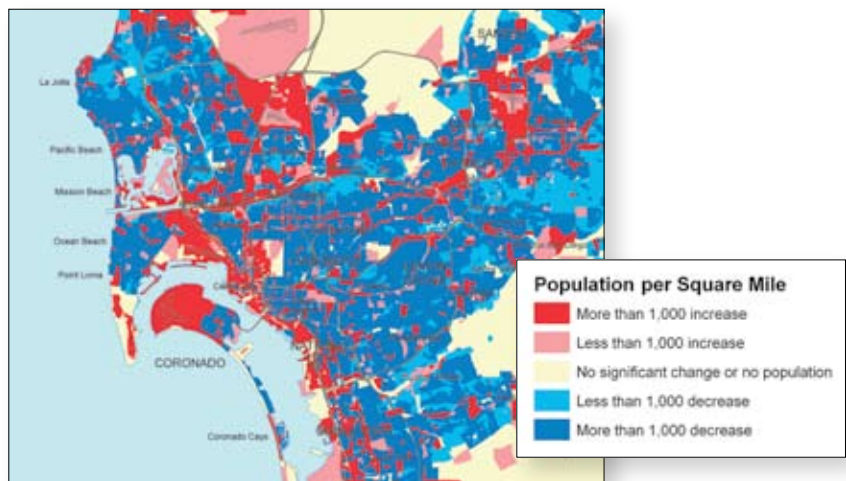 SAN
La Jolla
Pacific Beach
Mission Beach
Ocean Beach
Point Loma
CORONADO
Coronado Cays
Population per Square Mile
More than 1,000 increase
Less than 1,000 increase
No significant change or no population
Less than 1,000 decrease
More than 1,000 decrease